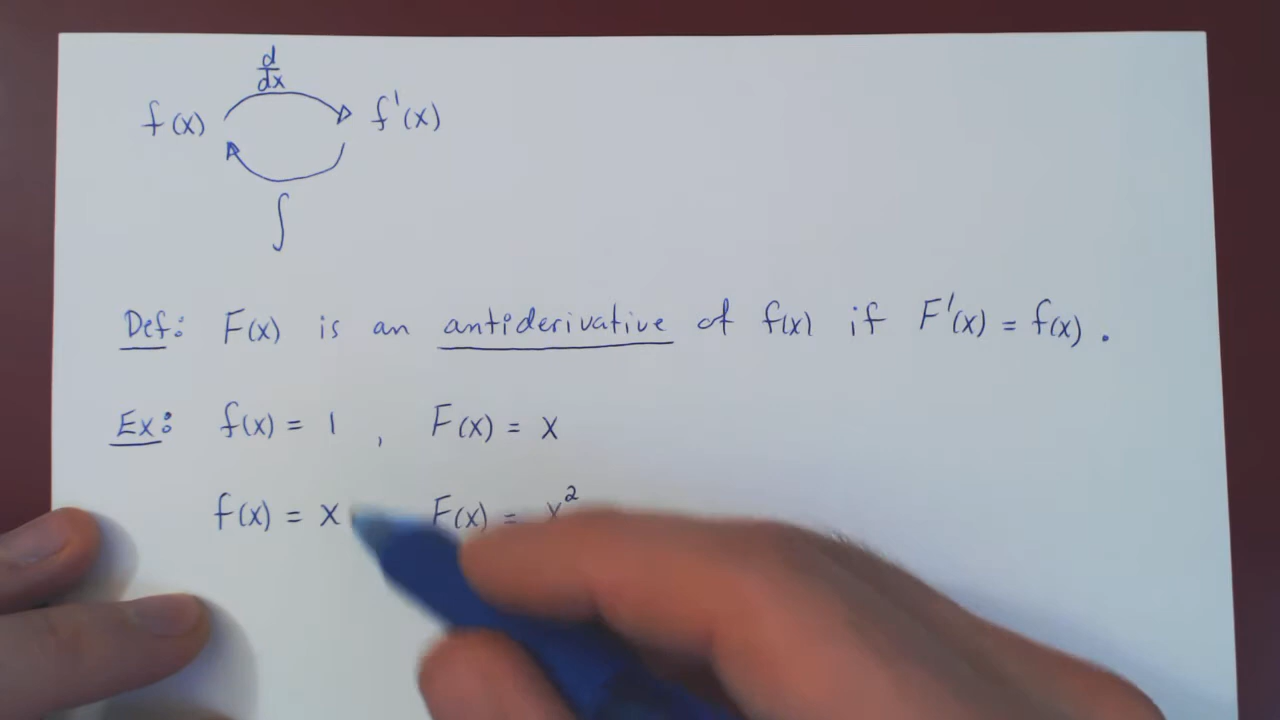 d/dx
f(x) f'(x)
∫
Def: F(x) is an antiderivative of f(x) if F'(x) = f(x).
Ex: f(x) = 1 , F(x) = x
f(x) = x F(x) = x²